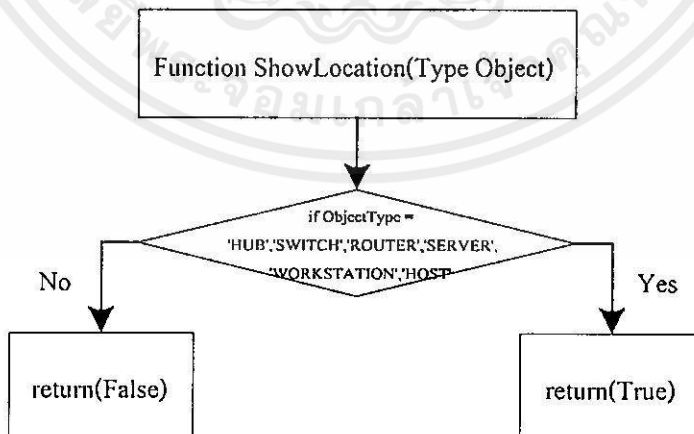 Function ShowLocation(Type Object)
if ObjectType =
'HUB','SWITCH','ROUTER','SERVER',
'WORKSTATION','HOST'
No
Yes
return(False)
return(True)